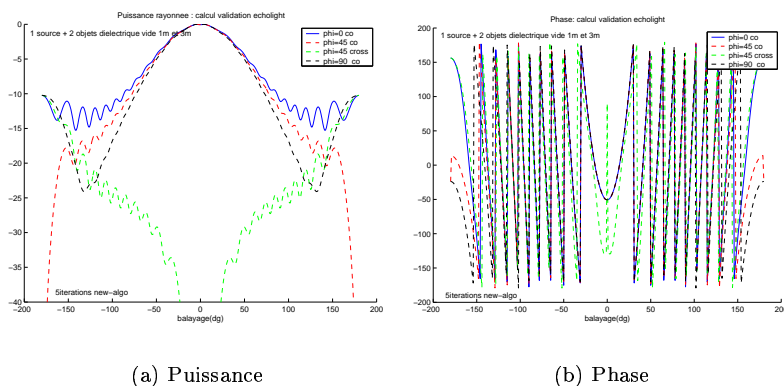 Puissance rayonnee : calcul validation echolight
1 source + 2 objets dielectrique vide 1m et 3m
phi=0 co
phi=45 co
phi=45 cross
phi=90 co
0
−5
−10
−15
−20
−25
−30
−35
−40
5iterations new−algo
−200
−150
−100
−50
0
50
100
150
200
balayage(dg)
(a) Puissance
Phase: calcul validation echolight
1 source + 2 objets dielectrique vide 1m et 3m
phi=0 co
phi=45 co
phi=45 cross
phi=90 co
200
150
100
50
0
−50
−100
−150
−200
5iterations new−algo
−200
−150
−100
−50
0
50
100
150
200
balayage(dg)
(b) Phase